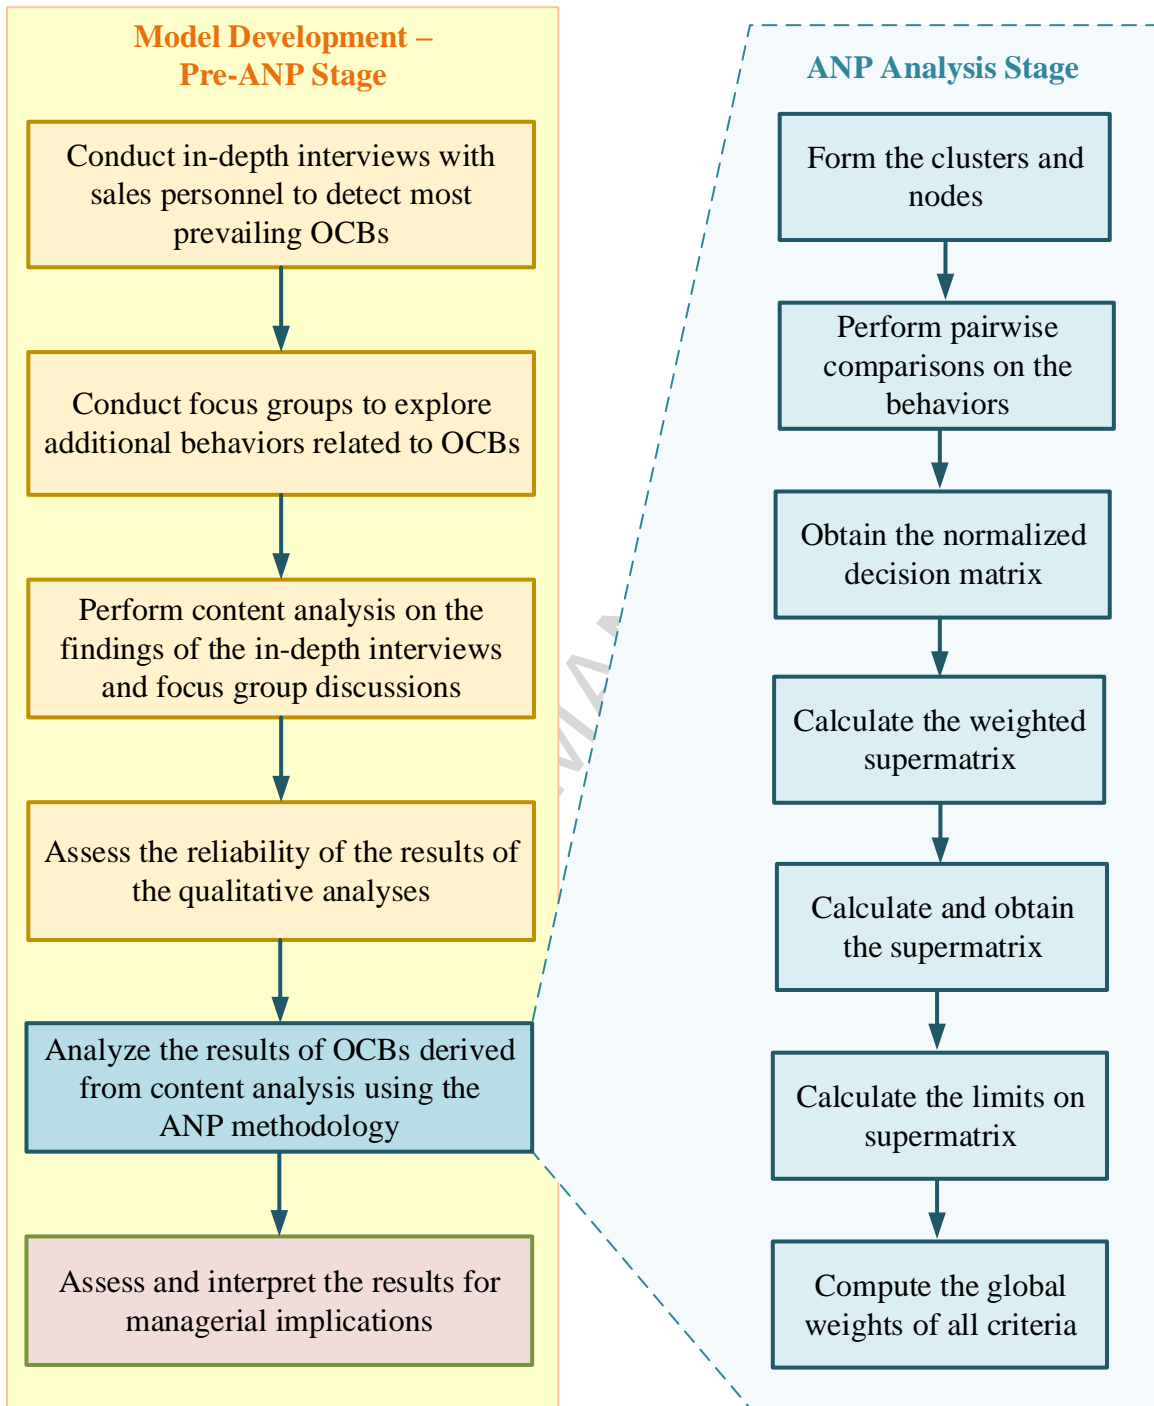 Model Development –
Pre-ANP Stage
Conduct in-depth interviews with
sales personnel to detect most
prevailing OCBs
Conduct focus groups to explore
additional behaviors related to OCBs
Perform content analysis on the
findings of the in-depth interviews
and focus group discussions
Assess the reliability of the results of
the qualitative analyses
Analyze the results of OCBs derived
from content analysis using the
ANP methodology
Assess and interpret the results for
managerial implications
ANP Analysis Stage
Form the clusters and
nodes
Perform pairwise
comparisons on the
behaviors
Obtain the normalized
decision matrix
Calculate the weighted
supermatrix
Calculate and obtain
the supermatrix
Calculate the limits on
supermatrix
Compute the global
weights of all criteria